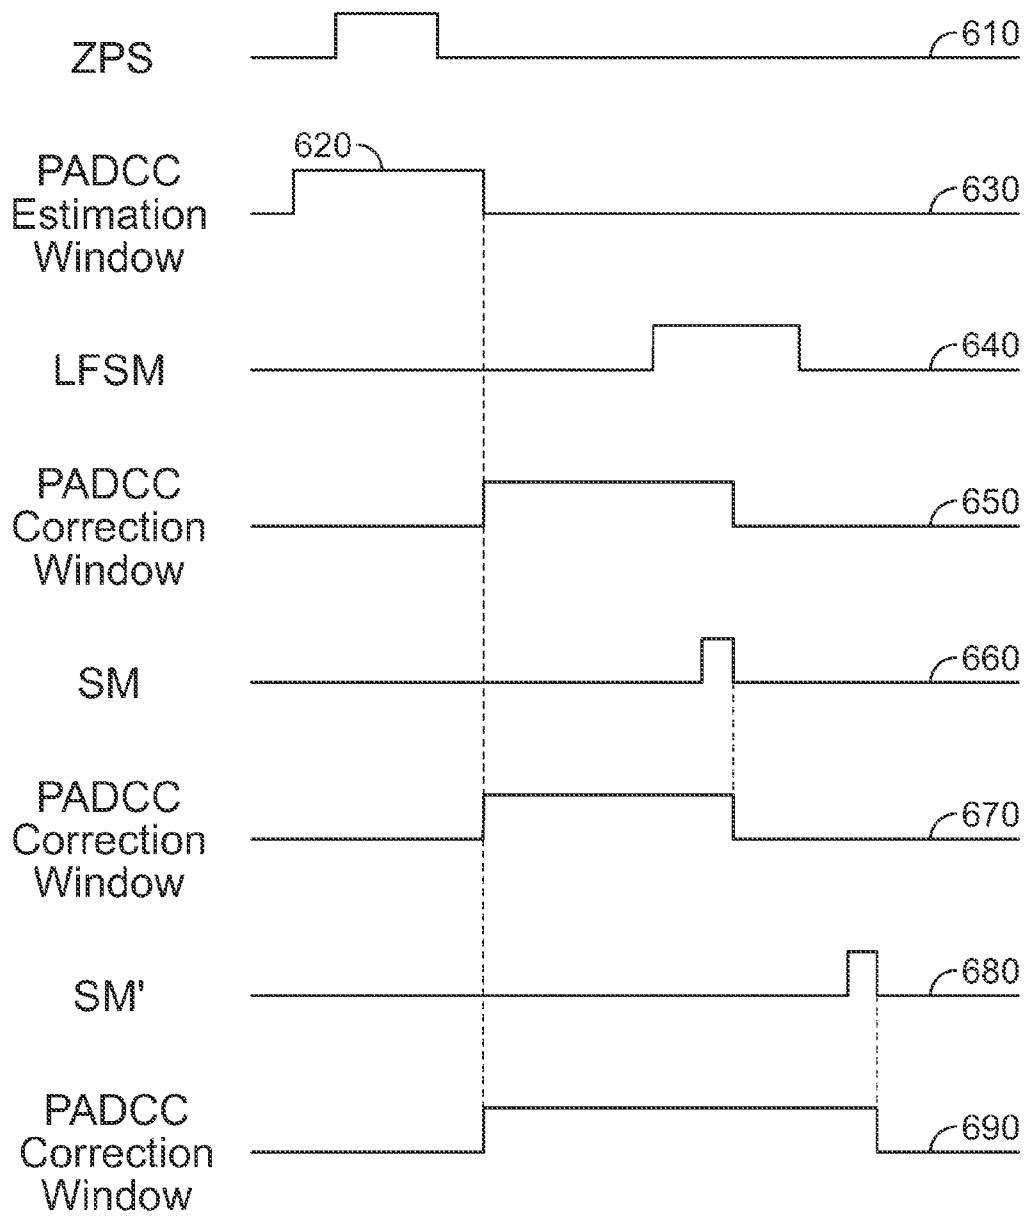 ZPS
610
PADCC
Estimation
Window
620
630
LFSM
640
PADCC
Correction
Window
650
SM
660
PADCC
Correction
Window
670
SM'
680
PADCC
Correction
Window
690